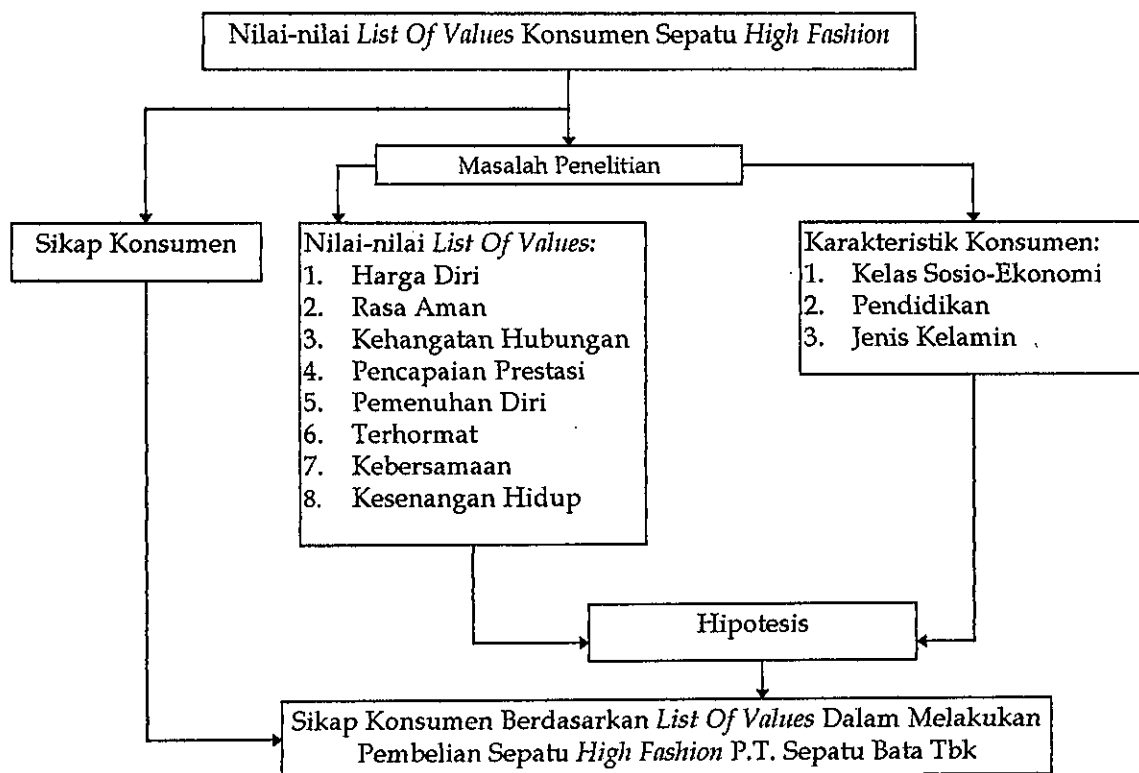 Nilai-nilai List Of Values Konsumen Sepatu High Fashion
Masalah Penelitian
Sikap Konsumen
Nilai-nilai List Of Values:
1. Harga Diri
2. Rasa Aman
3. Kehangatan Hubungan
4. Pencapaian Prestasi
5. Pemenuhan Diri
6. Terhormat
7. Kebersamaan
8. Kesenangan Hidup
Karakteristik Konsumen:
1. Kelas Sosio-Ekonomi
2. Pendidikan
3. Jenis Kelamin
Hipotesis
Sikap Konsumen Berdasarkan List Of Values Dalam Melakukan
Pembelian Sepatu High Fashion P.T. Sepatu Bata Tbk